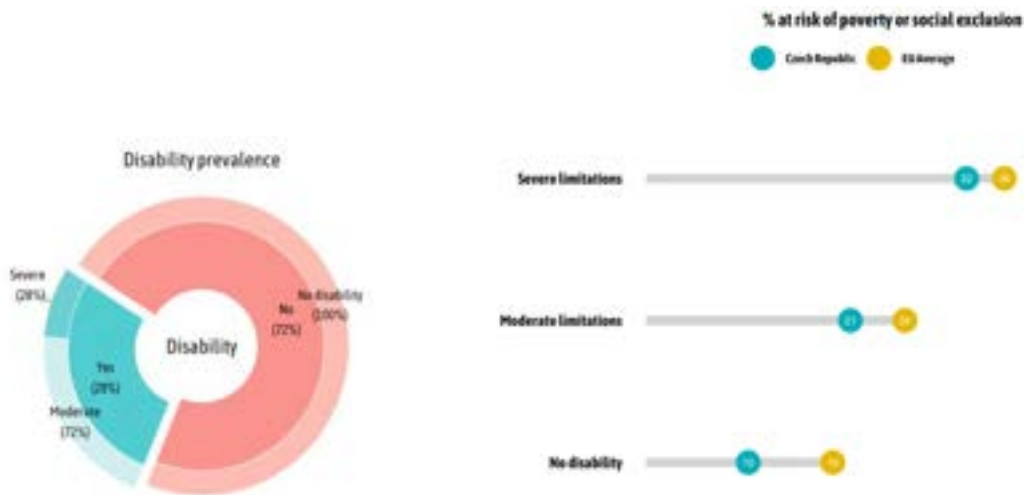 % at risk of poverty or social exclusion
Czech Republic
EU Average
Disability prevalence
Severe limitations
Severe
(28%)
No disability
(100%)
No
(72%)
Moderate limitations
Disability
Yes
(28%)
Moderate
(72%)
No disability